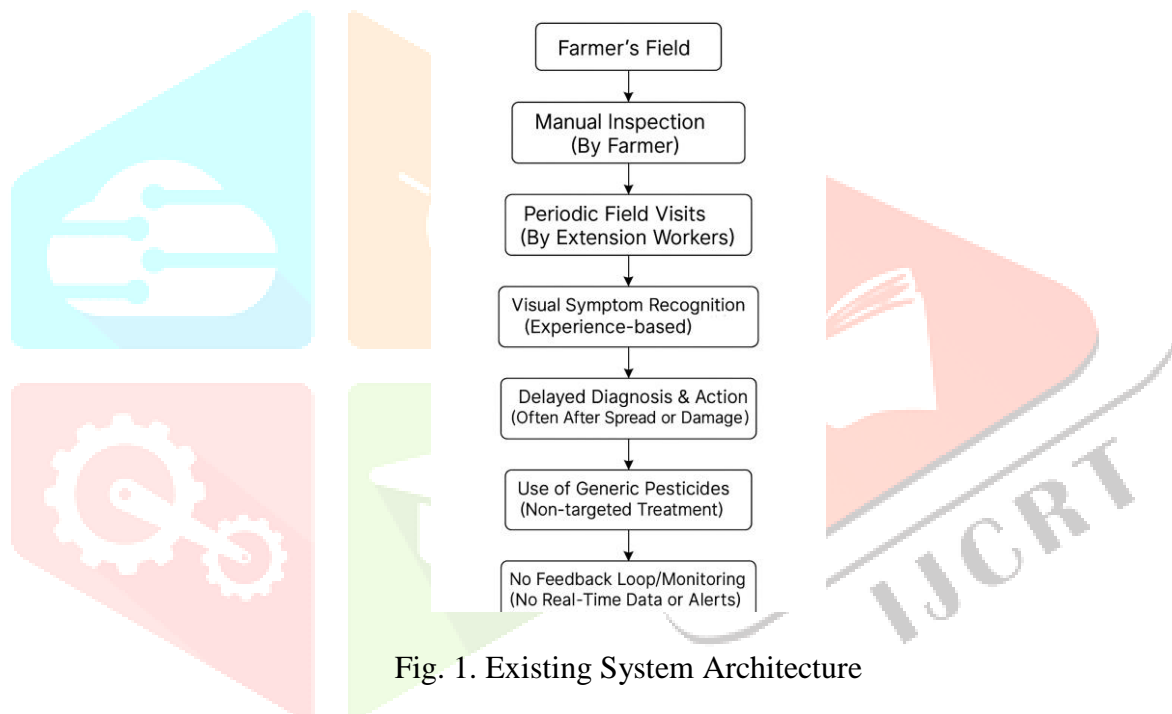 Farmer's Field
Manual Inspection
(By Farmer)
Periodic Field Visits
(By Extension Workers)
Visual Symptom Recognition
(Experience-based)
Delayed Diagnosis & Action
(Often After Spread or Damage)
Use of Generic Pesticides
(Non-targeted Treatment)
No Feedback Loop/Monitoring
(No Real-Time Data or Alerts)
IJCRT
Fig. 1. Existing System Architecture